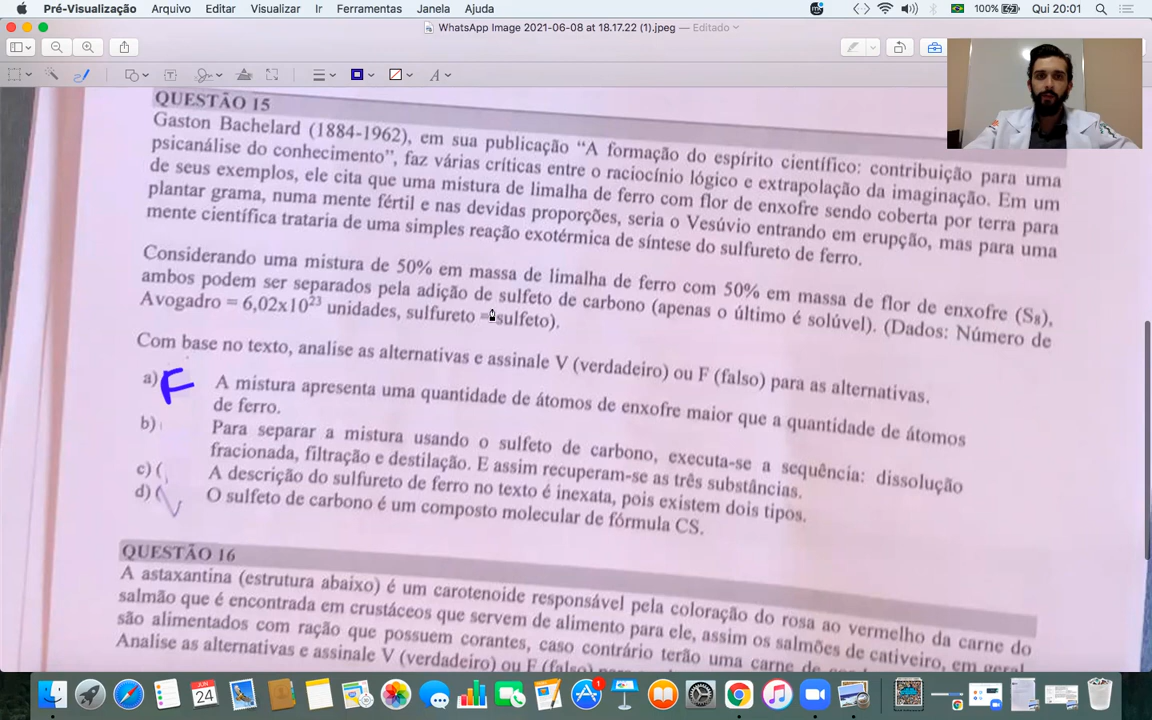 Pré-Visualização Arquivo Editar Visualizar Ir Ferramentas Janela Ajuda 100% Qui 20:01
WhatsApp Image 2021-06-08 at 18.17.22 (1).jpeg — Editado
QUESTÃO 15
Gaston Bachelard (1884-1962), em sua publicação “A formação do espírito científico: contribuição para uma
psicanálise do conhecimento”, faz várias críticas entre o raciocínio lógico e extrapolação da imaginação. Em um
de seus exemplos, ele cita que uma mistura de limalha de ferro com flor de enxofre sendo coberta por terra para
plantar grama, numa mente fértil e nas devidas proporções, seria o Vesúvio entrando em erupção, mas para uma
mente científica trataria de uma simples reação exotérmica de síntese do sulfureto de ferro.
Considerando uma mistura de 50% em massa de limalha de ferro com 50% em massa de flor de enxofre (S₈),
ambos podem ser separados pela adição de sulfeto de carbono (apenas o último é solúvel). (Dados: Número de
Avogadro = 6,02x10²³ unidades, sulfureto = sulfeto).
Com base no texto, analise as alternativas e assinale V (verdadeiro) ou F (falso) para as alternativas.
a) F A mistura apresenta uma quantidade de átomos de enxofre maior que a quantidade de átomos
de ferro.
b) Para separar a mistura usando o sulfeto de carbono, executa-se a sequência: dissolução
fracionada, filtração e destilação. E assim recuperam-se as três substâncias.
c) ( A descrição do sulfureto de ferro no texto é inexata, pois existem dois tipos.
d) ( O sulfeto de carbono é um composto molecular de fórmula CS.
QUESTÃO 16
A astaxantina (estrutura abaixo) é um carotenoide responsável pela coloração do rosa ao vermelho da carne do
salmão que é encontrada em crustáceos que servem de alimento para ele, assim os salmões de cativeiro, em geral
são alimentados com ração que possuem corantes, caso contrário terão uma carne de
Analise as alternativas e assinale V (verdadeiro) ou F (falso)
JUN
24
1